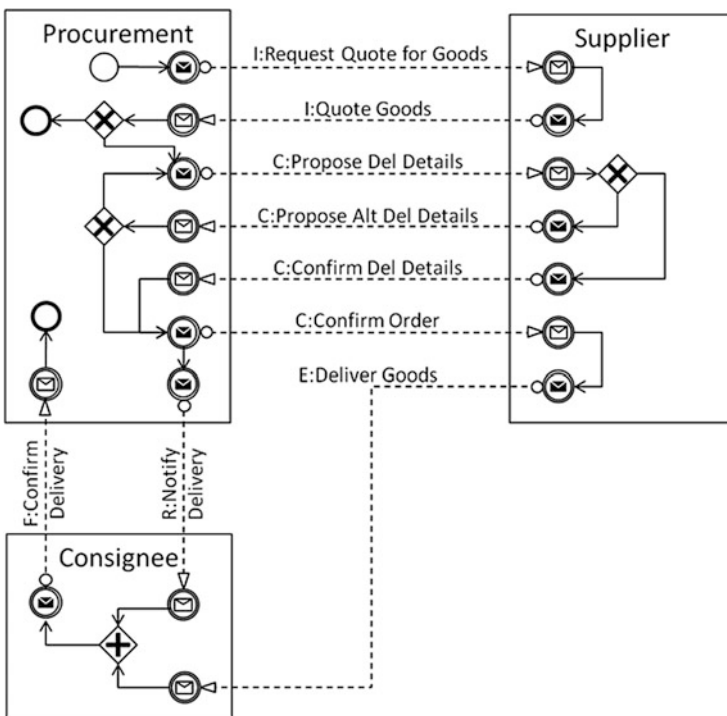 Procurement
Supplier
I:Request Quote for Goods
I:Quote Goods
C:Propose Del Details
C:Propose Alt Del Details
C:Confirm Del Details
C:Confirm Order
E:Deliver Goods
F:Confirm
Delivery
R:Notify
Delivery
Consignee